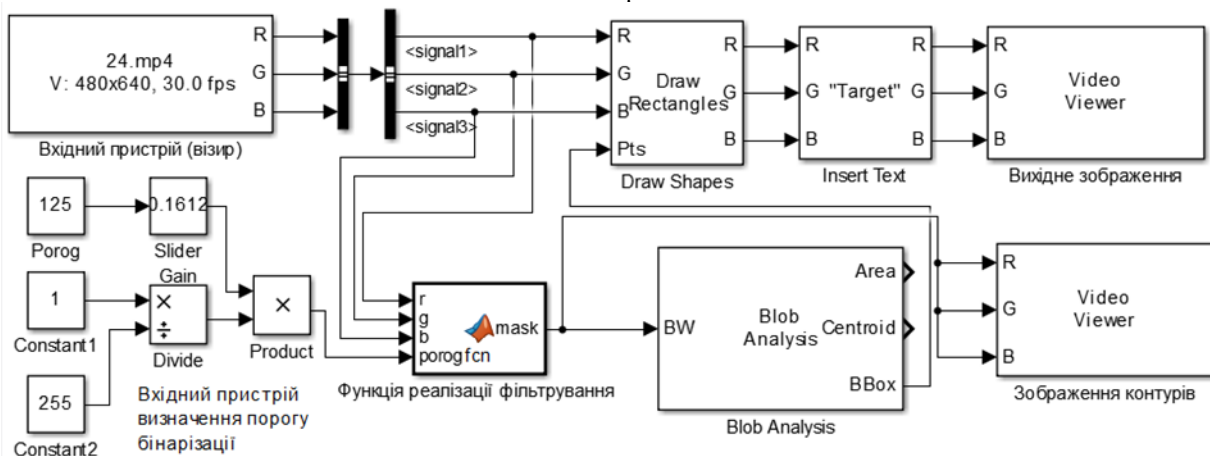 24.mp4
V: 480x640, 30.0 fps
R
G
B
Вхідний пристрій (візир)
<signal1>
<signal2>
<signal3>
R
G
B
Pts
Draw
Rectangles
R
G
B
Draw Shapes
R
G
B
"Target"
R
G
B
Insert Text
Video
Viewer
Вихідне зображення
125
Porog
0.1612
Slider
Gain
1
Constant1
×
÷
Divide
×
Product
255
Constant2
Вхідний пристрій
визначення порогу
бінарізації
r
g
b
porog
fcn
mask
Функція реалізації фільтрування
BW
Blob
Analysis
Area
Centroid
BBox
Blob Analysis
R
G
B
Video
Viewer
Зображення контурів